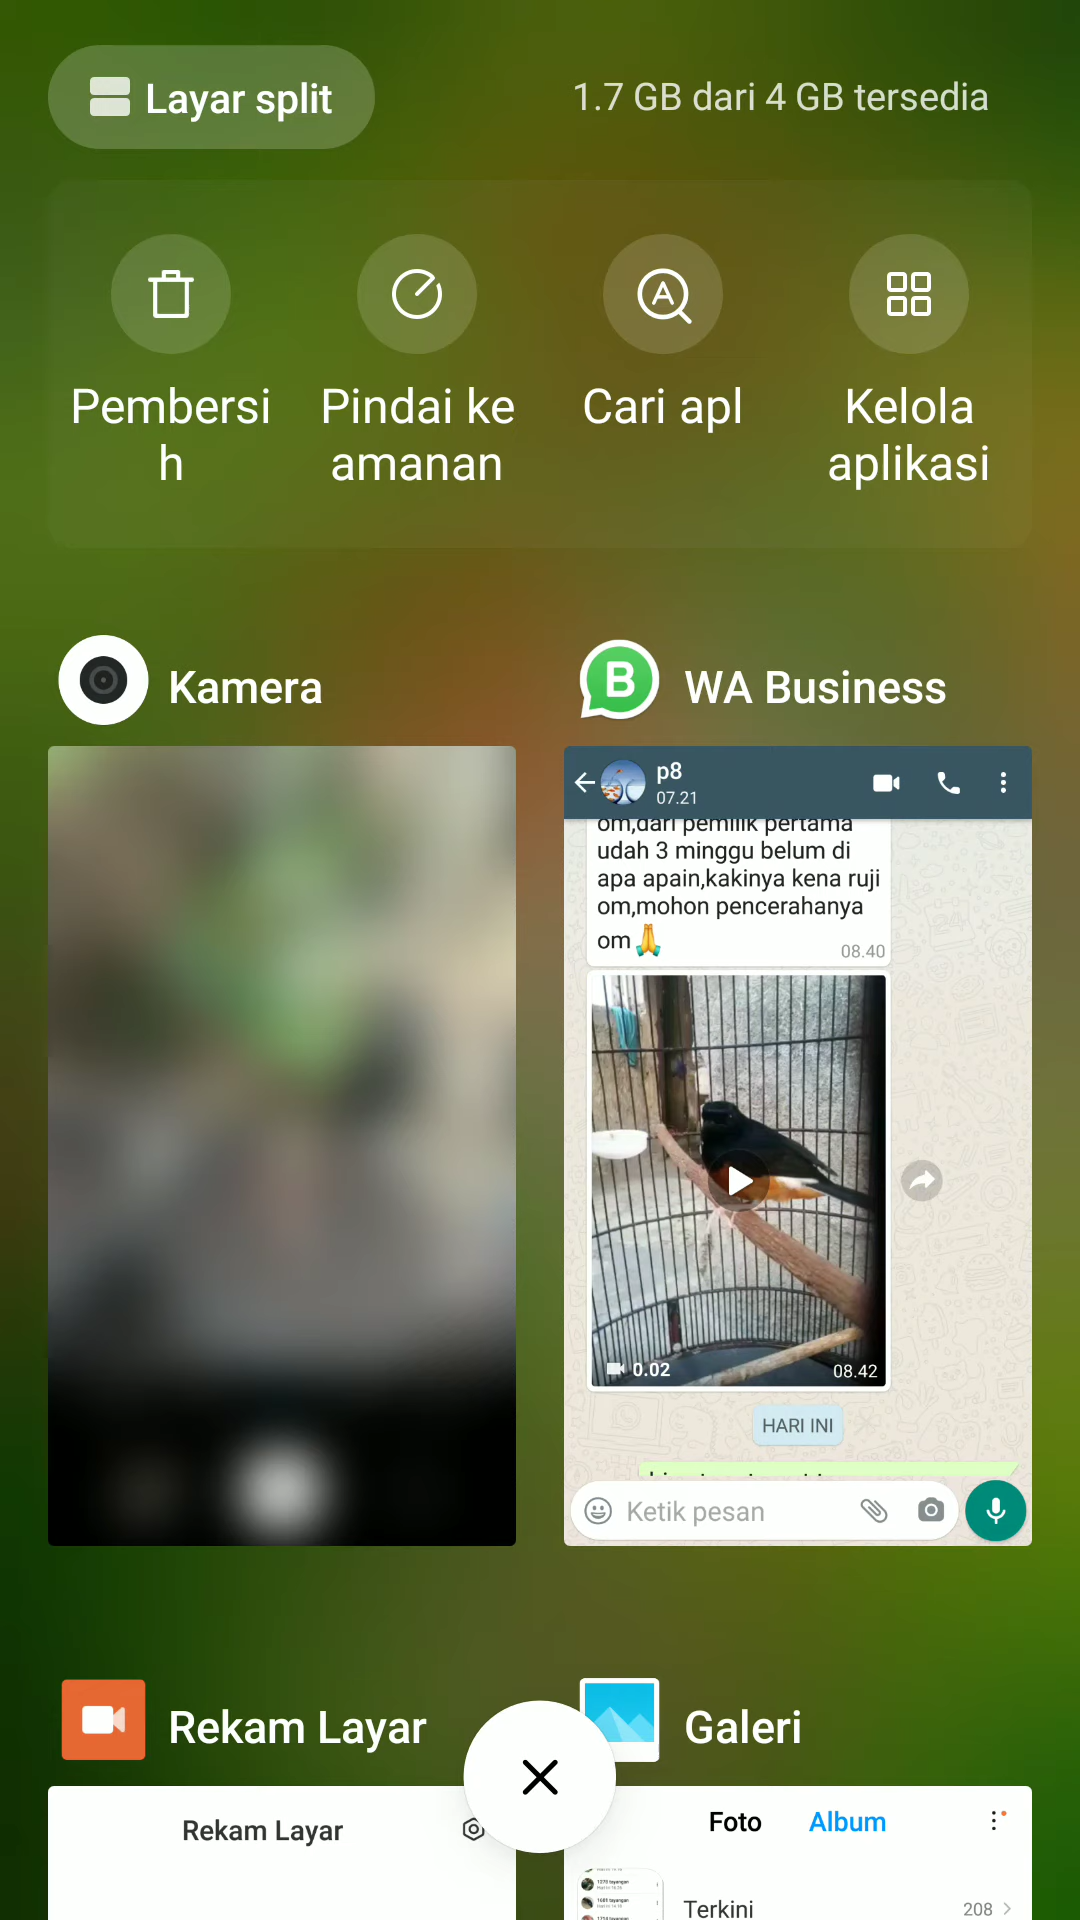 Layar split
1.7 GB dari 4 GB tersedia
Pembersi
h
Pindai ke
amanan
Cari apl
Kelola
aplikasi
Kamera
WA Business
p8
07.21
om,dari pemilik pertama
udah 3 minggu belum di
apa apain,kakinya kena ruji
om,mohon pencerahanya
om🙏
08.40
0.02
08.42
HARI INI
Ketik pesan
Rekam Layar
Galeri
Rekam Layar
Foto
Album
Terkini
208